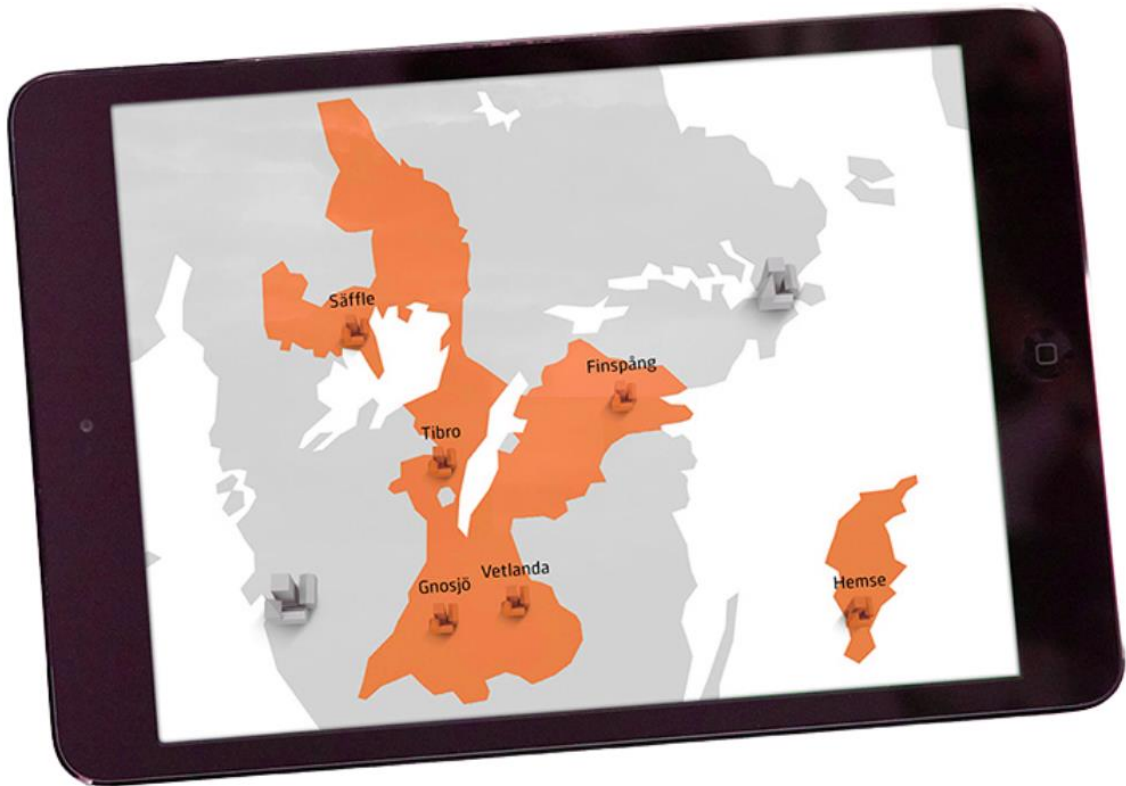 Säffle
Finspång
Tibro
Gnosjö
Vetlanda
Hemse